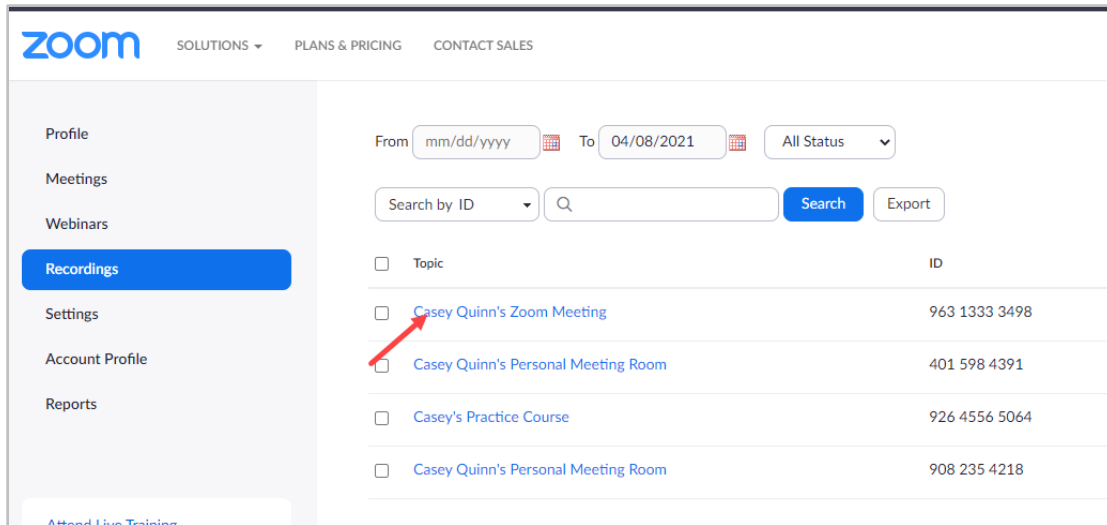 zoom SOLUTIONS PLANS & PRICING CONTACT SALES
Profile
Meetings
Webinars
Recordings
Settings
Account Profile
Reports
Attend Live Training
From mm/dd/yyyy To 04/08/2021 All Status
Search by ID Search Export
Topic ID
Casey Quinn's Zoom Meeting 963 1333 3498
Casey Quinn's Personal Meeting Room 401 598 4391
Casey's Practice Course 926 4556 5064
Casey Quinn's Personal Meeting Room 908 235 4218